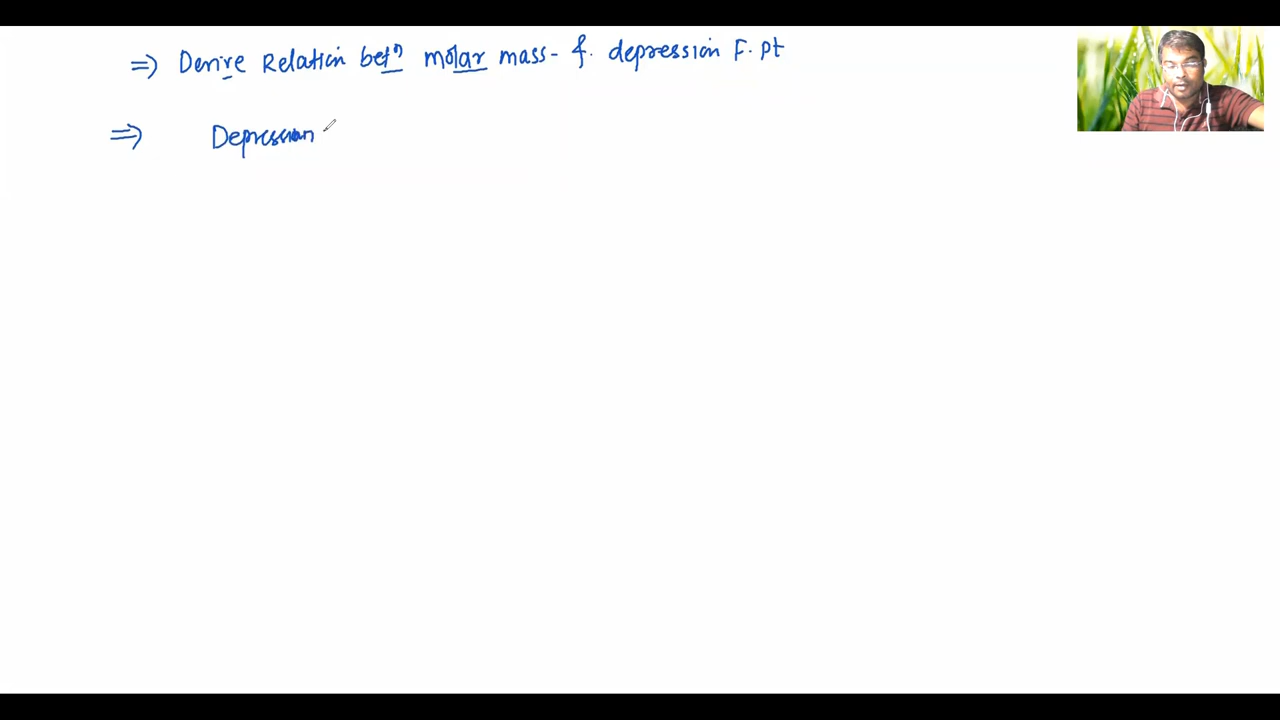 ⇒ Derive Relation betⁿ molar mass- f. depression F. pt
⇒ Depression